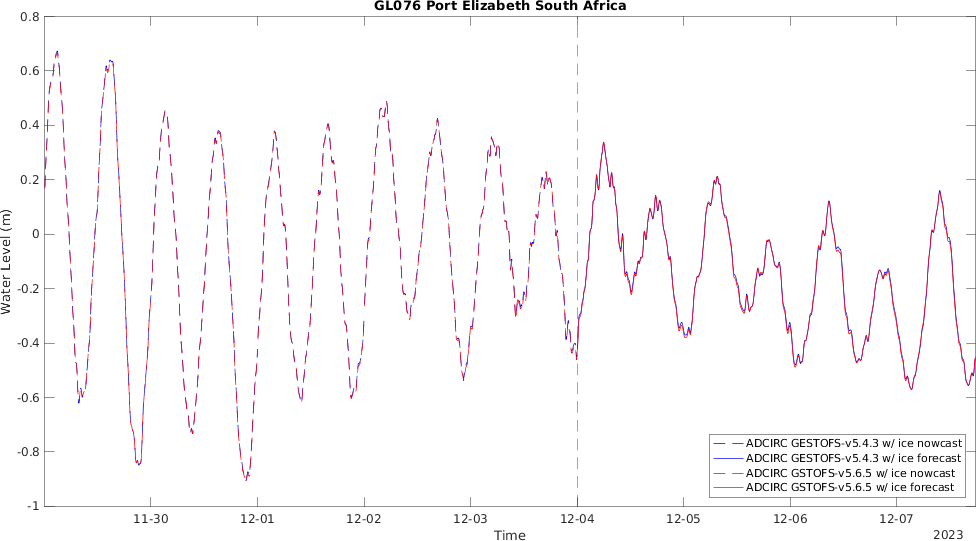 GL076 Port Elizabeth South Africa
0.8
0.6
0.4
0.2
0
-0.2
-0.4
-0.6
-0.8
-1
Water Level (m)
ADCIRC GESTOFS-v5.4.3 w/ ice nowcast
ADCIRC GESTOFS-v5.4.3 w/ ice forecast
ADCIRC GSTOFS-v5.6.5 w/ ice nowcast
ADCIRC GSTOFS-v5.6.5 w/ ice forecast
11-30 12-01 12-02 12-03 12-04 12-05 12-06 12-07
Time
2023